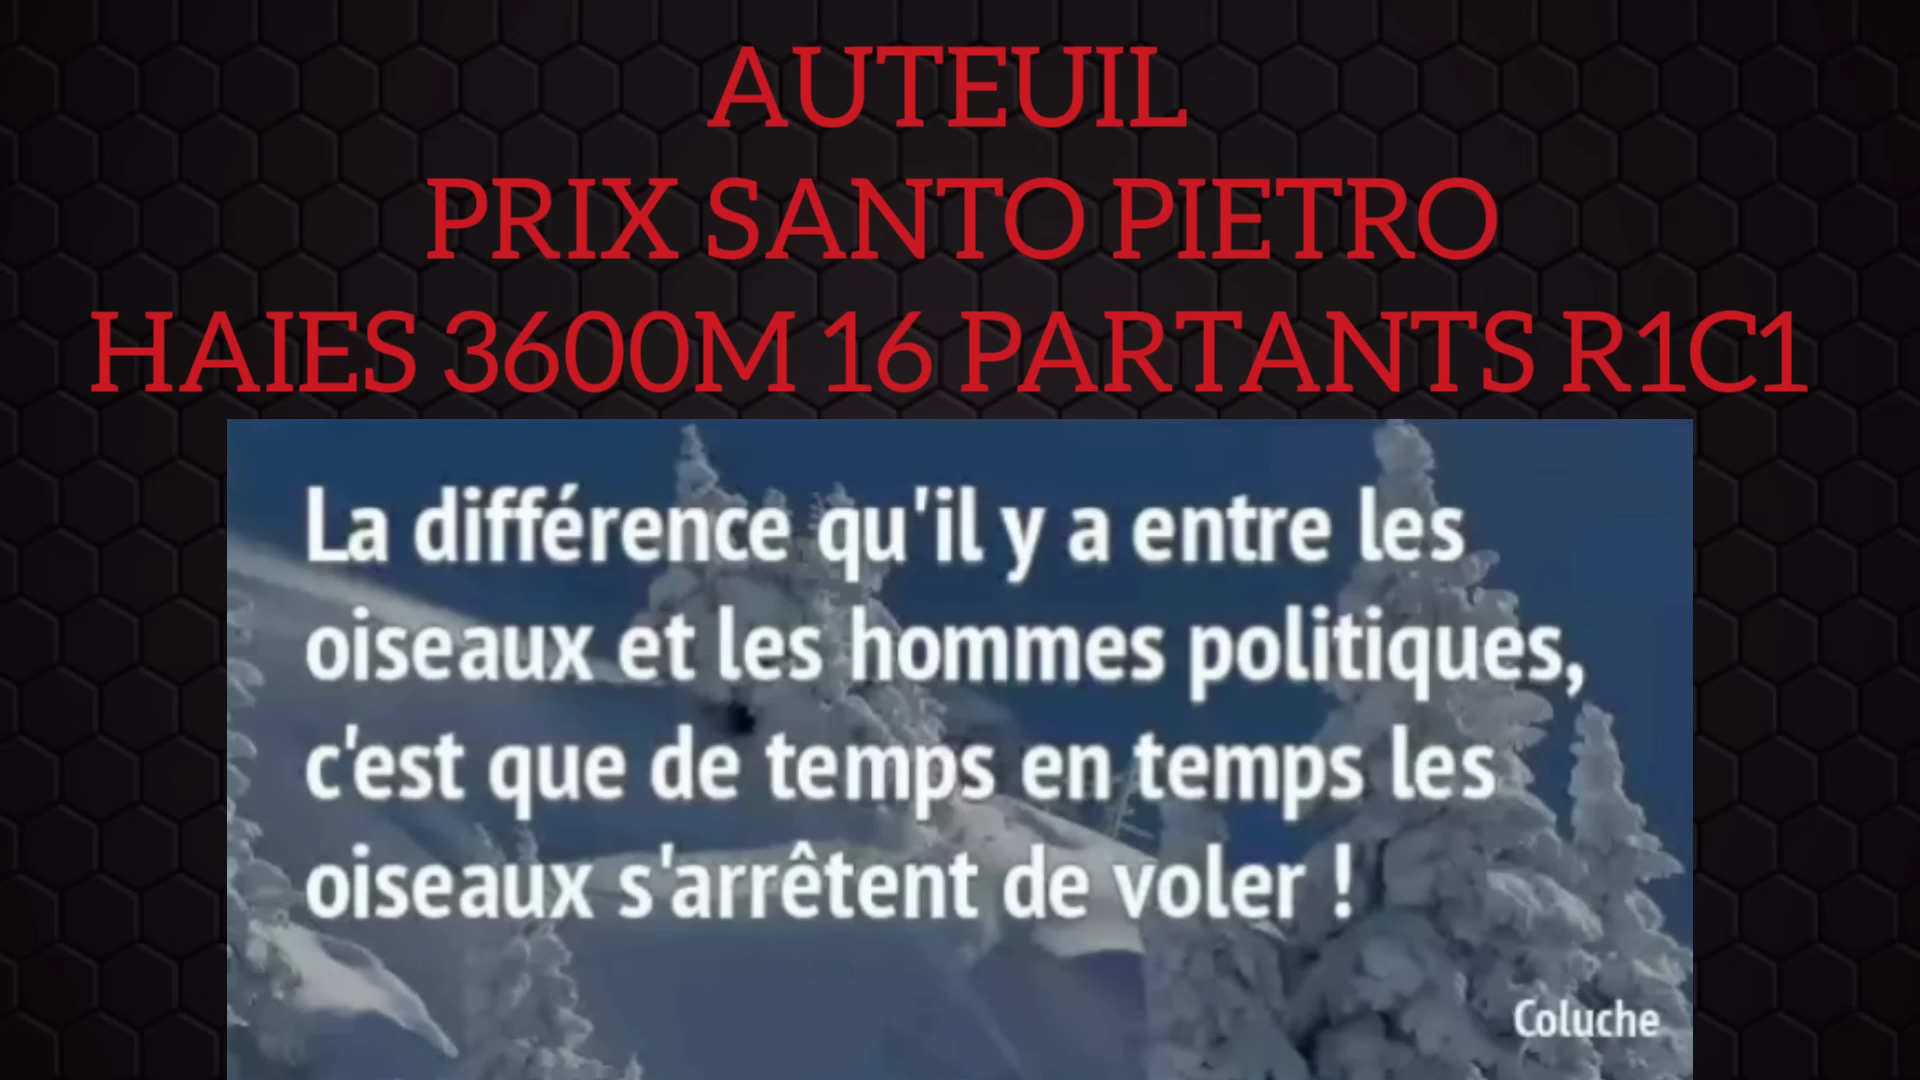 AUTEUIL
PRIX SANTO PIETRO
HAIES 3600M 16 PARTANTS R1C1
La différence qu'il y a entre les
oiseaux et les hommes politiques,
c'est que de temps en temps les
oiseaux s'arrêtent de voler !
Coluche